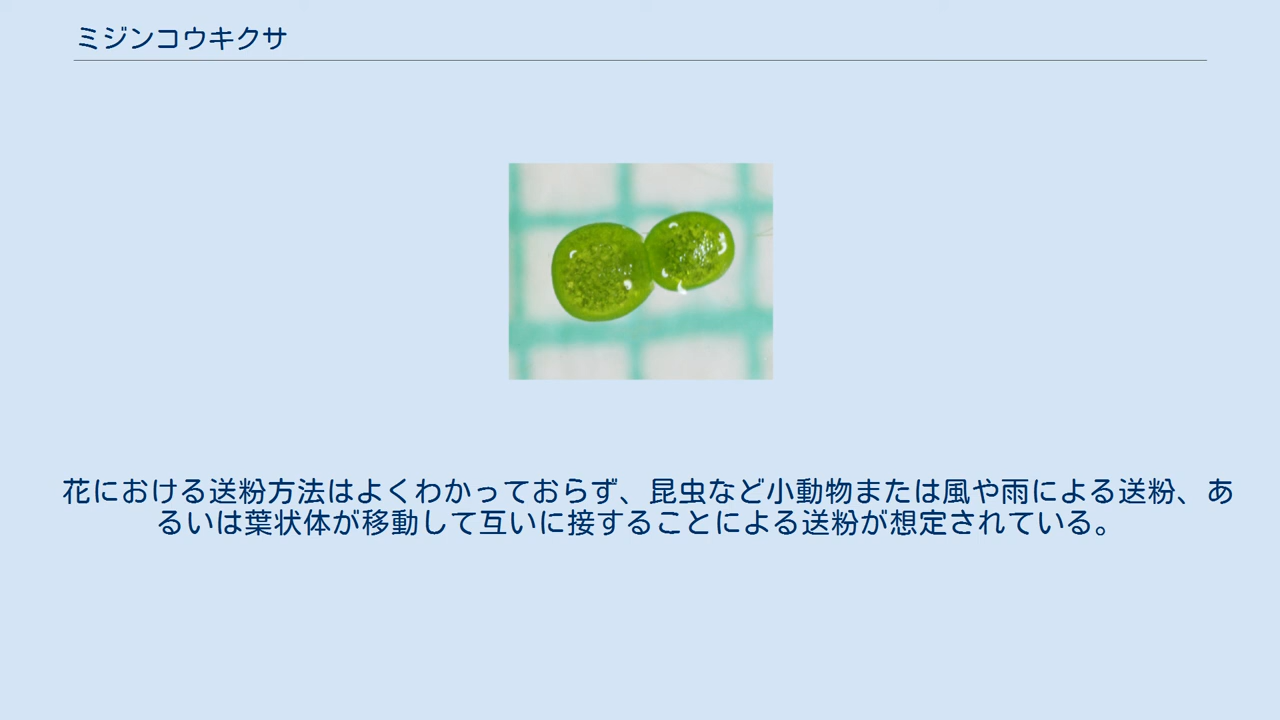 ミジンコウキクサ
花における送粉方法はよくわかっておらず、昆虫など小動物または風や雨による送粉、あ
るいは葉状体が移動して互いに接することによる送粉が想定されている。